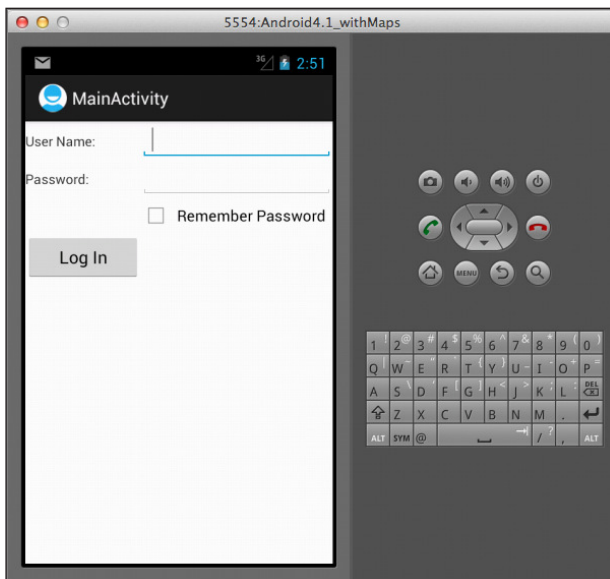 5554:Android4.1_withMaps
3G 2:51
MainActivity
User Name:
Password:
Remember Password
Log In
MENU
1 ! 2 @ 3 # 4 $ 5 % 6 ^ 7 & 8 * 9 ( 0 )
Q | W ~ E " R ` T { Y } U _ I - O + P =
A S \ D ' F [ G ] H < J > K ; L : DEL
Z X C V B N M .
ALT SYM @ / ? , ALT